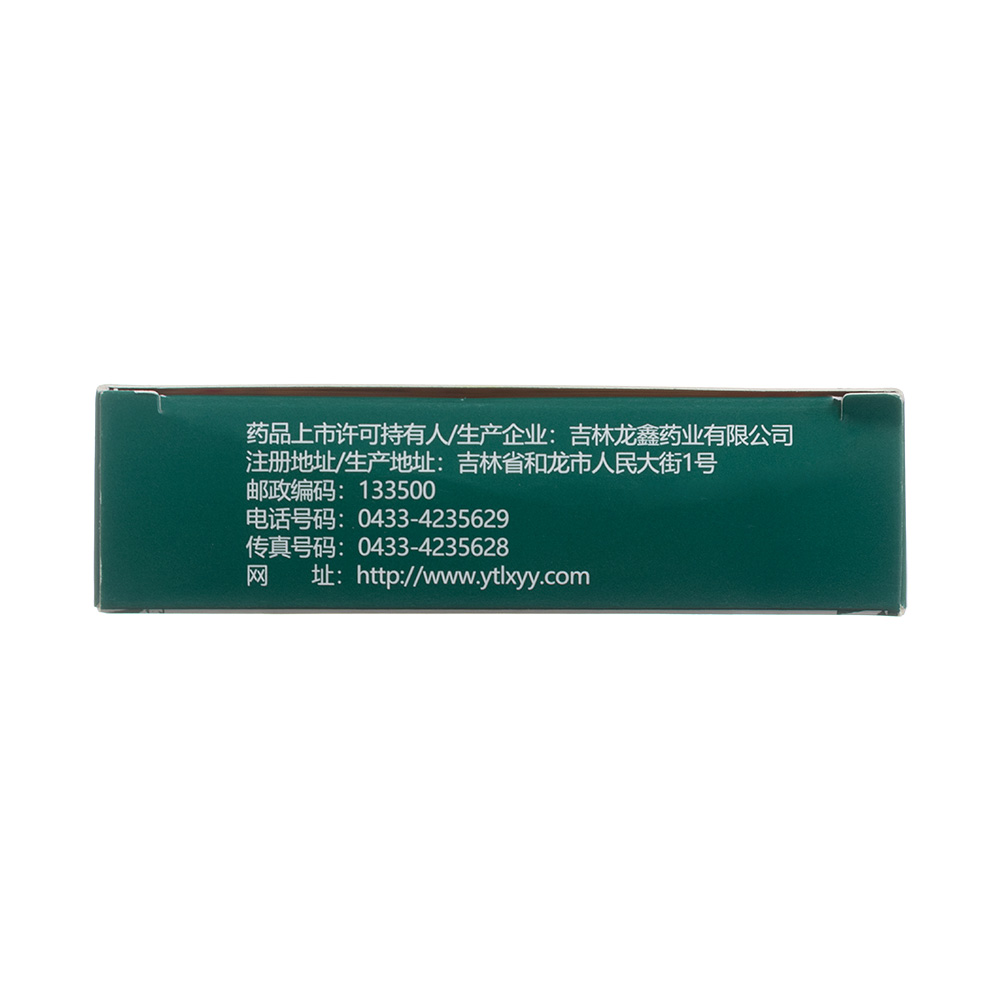 药品上市许可持有人/生产企业：吉林龙鑫药业有限公司
注册地址/生产地址：吉林省和龙市人民大街1号
邮政编码：133500
电话号码：0433-4235629
传真号码：0433-4235628
网　　址：http://www.ytlxyy.com